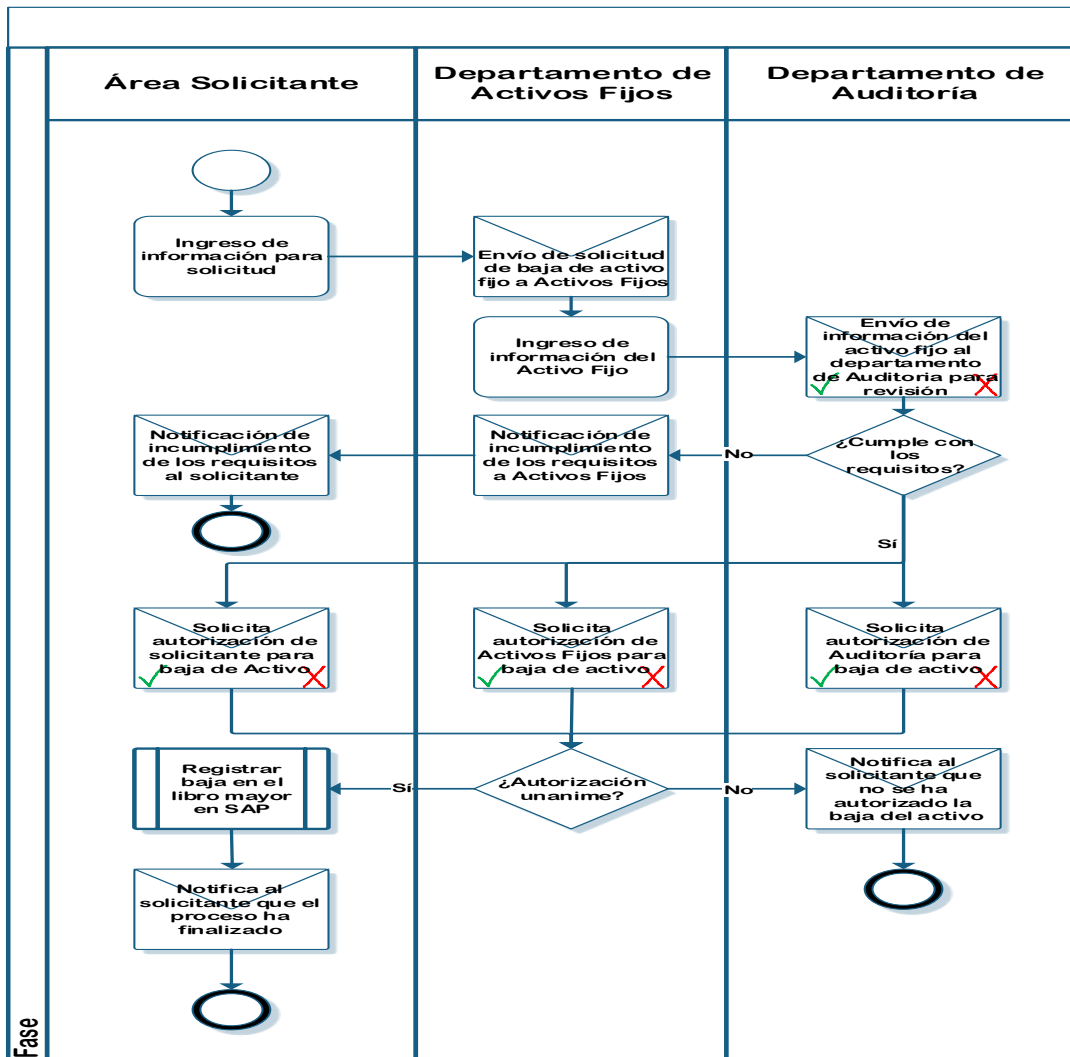 Área Solicitante
Departamento de
Activos Fijos
Departamento de
Auditoría
Ingreso de
información para
solicitud
Envío de solicitud
de baja de activo
fijo a Activos Fijos
Ingreso de
información del
Activo Fijo
Envío de
información del
activo fijo al
departamento
de Auditoria para
revisión
¿Cumple con
los
requisitos?
No
Notificación de
incumplimiento
de los requisitos
a Activos Fijos
Notificación de
incumplimiento
de los requisitos
al solicitante
Sí
Solicita
autorización de
solicitante para
baja de Activo
Solicita
autorización de
Activos Fijos para
baja de activo
Solicita
autorización de
Auditoría para
baja de activo
¿Autorización
unanime?
Sí
No
Registrar
baja en el
libro mayor
en SAP
Notifica al
solicitante que
no se ha
autorizado la
baja del activo
Notifica al
solicitante que el
proceso ha
finalizado
Fase